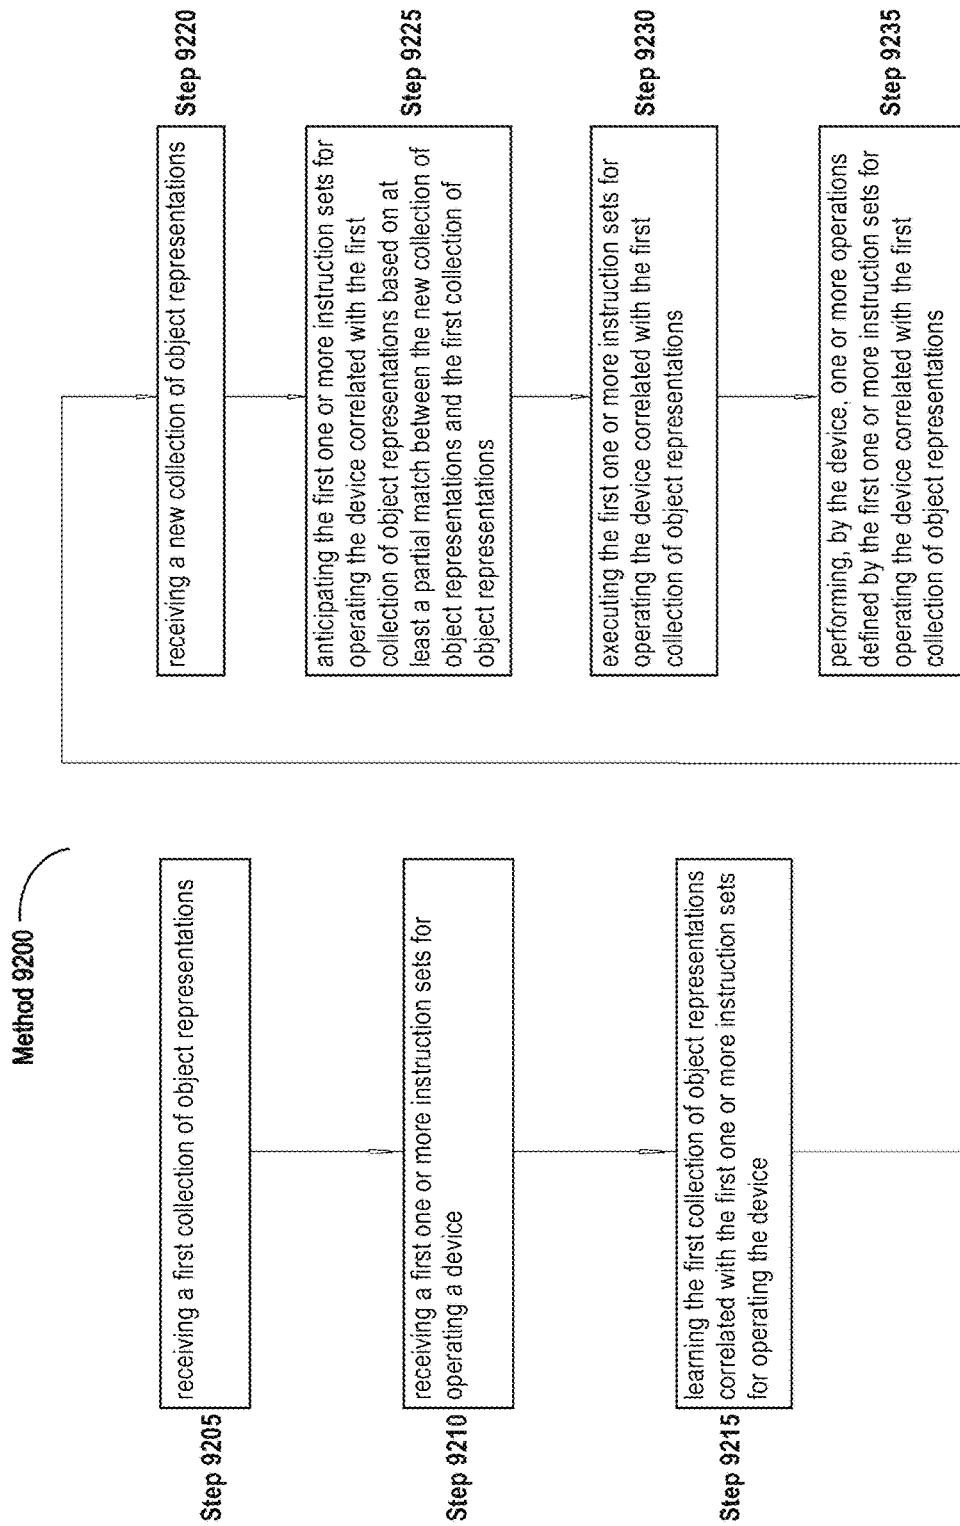 Method 9200
Step 9205
receiving a first collection of object representations
Step 9210
receiving a first one or more instruction sets for
operating a device
Step 9215
learning the first collection of object representations
correlated with the first one or more instruction sets
for operating the device
Step 9220
receiving a new collection of object representations
Step 9225
anticipating the first one or more instruction sets for
operating the device correlated with the first
collection of object representations based on at
least a partial match between the new collection of
object representations and the first collection of
object representations
Step 9230
executing the first one or more instruction sets for
operating the device correlated with the first
collection of object representations
Step 9235
performing, by the device, one or more operations
defined by the first one or more instruction sets for
operating the device correlated with the first
collection of object representations